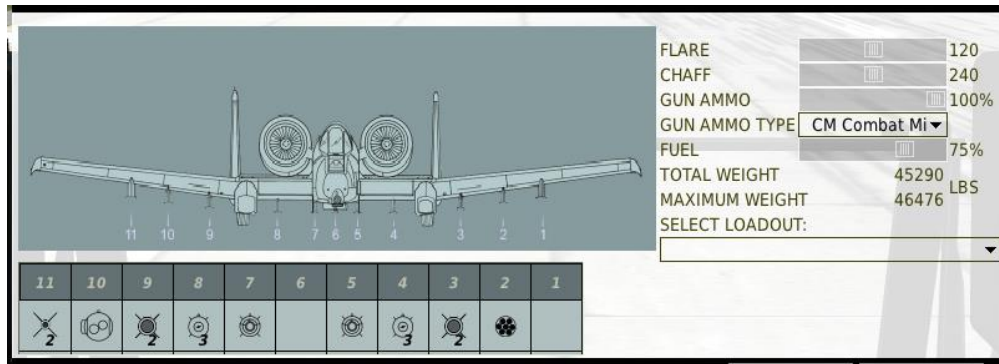 FLARE 120
CHAFF 240
GUN AMMO 100%
GUN AMMO TYPE CM Combat Mi
FUEL 75%
TOTAL WEIGHT 45290 LBS
MAXIMUM WEIGHT 46476
SELECT LOADOUT:
11 10 9 8 7 6 5 4 3 2 1
11 10 9 8 7 6 5 4 3 2 1
2 2 3 3 2